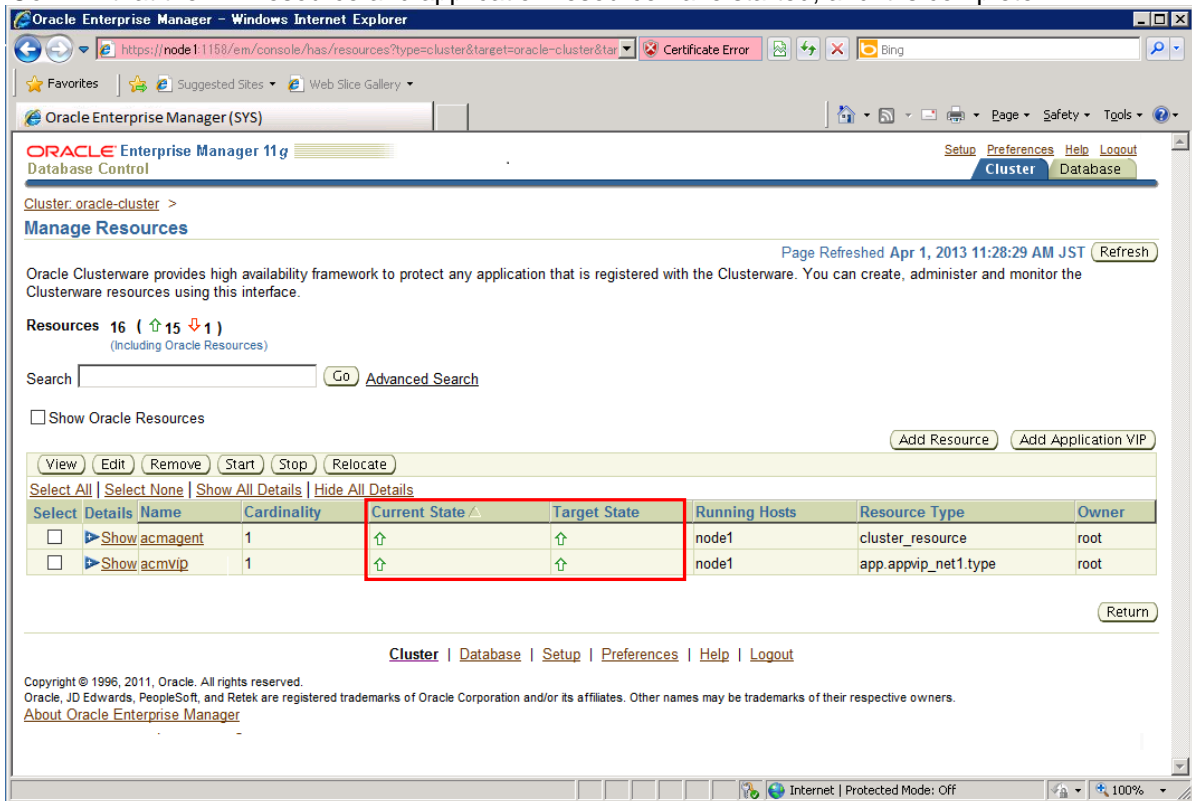 Oracle Enterprise Manager - Windows Internet Explorer
https://node1:1158/em/console/has/resources?type=cluster&target=oracle-cluster&tar
Certificate Error
Bing
Favorites
Suggested Sites
Web Slice Gallery
Oracle Enterprise Manager (SYS)
Page Safety Tools
ORACLE Enterprise Manager 11g
Database Control
Setup Preferences Help Logout
Cluster Database
Cluster: oracle-cluster >
Manage Resources
Page Refreshed Apr 1, 2013 11:28:29 AM JST Refresh
Oracle Clusterware provides high availability framework to protect any application that is registered with the Clusterware. You can create, administer and monitor the
Clusterware resources using this interface.
Resources 16 ( 15 1 )
(Including Oracle Resources)
Search Go Advanced Search
Show Oracle Resources
Add Resource Add Application VIP
View Edit Remove Start Stop Relocate
Select All | Select None | Show All Details | Hide All Details
Select Details Name Cardinality Current State Target State Running Hosts Resource Type Owner
Show acmagent 1 node1 cluster_resource root
Show acmvip 1 node1 app.appvip_net1.type root
Return
Cluster | Database | Setup | Preferences | Help | Logout
Copyright © 1996, 2011, Oracle. All rights reserved.
Oracle, JD Edwards, PeopleSoft, and Retek are registered trademarks of Oracle Corporation and/or its affiliates. Other names may be trademarks of their respective owners.
About Oracle Enterprise Manager
Internet | Protected Mode: Off
100%